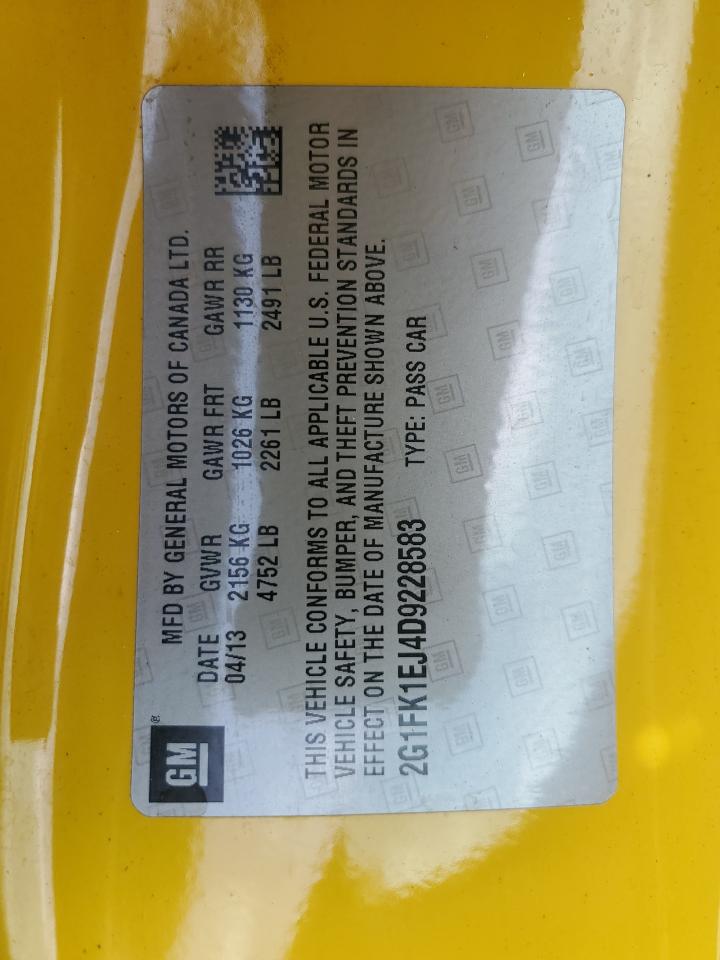 GM®
MFD BY GENERAL MOTORS OF CANADA LTD.
DATE GVWR GAWR FRT GAWR RR
04/13 2156 KG 1026 KG 1130 KG
4752 LB 2261 LB 2491 LB
THIS VEHICLE CONFORMS TO ALL APPLICABLE U.S. FEDERAL MOTOR
VEHICLE SAFETY, BUMPER, AND THEFT PREVENTION STANDARDS IN
EFFECT ON THE DATE OF MANUFACTURE SHOWN ABOVE.
2G1FK1EJ4D9228583 TYPE: PASS CAR